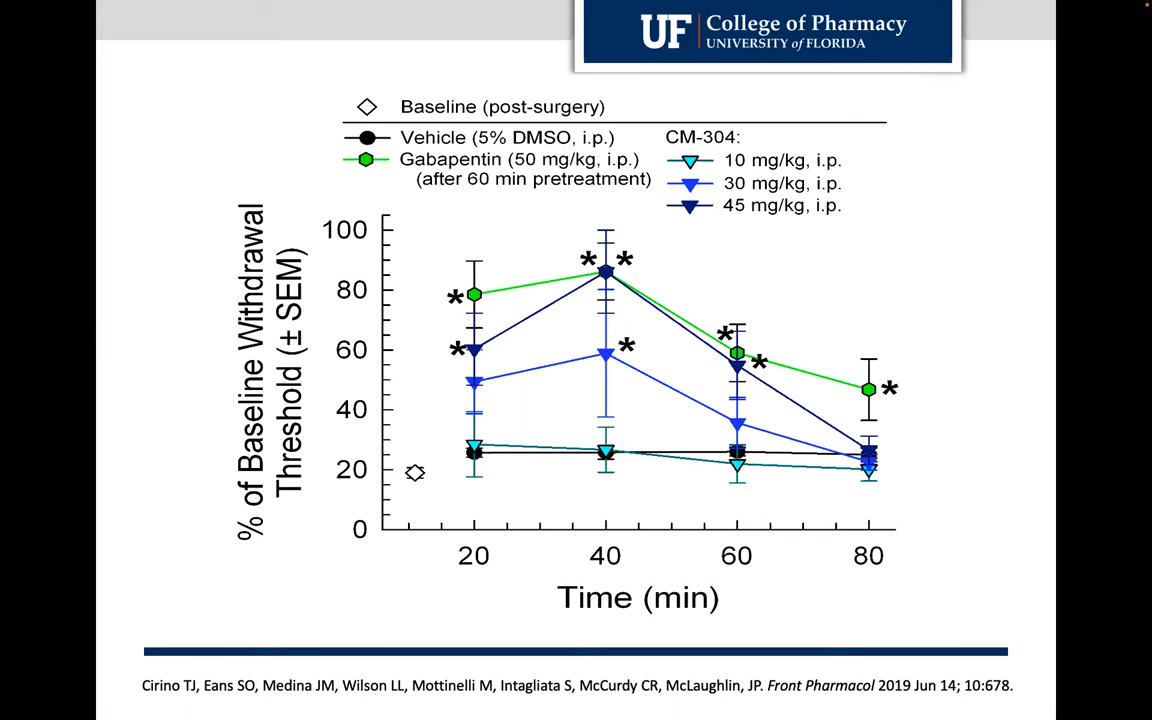 UF College of Pharmacy
UNIVERSITY of FLORIDA
Baseline (post-surgery)
Vehicle (5% DMSO, i.p.)
Gabapentin (50 mg/kg, i.p.)
(after 60 min pretreatment)
CM-304:
10 mg/kg, i.p.
30 mg/kg, i.p.
45 mg/kg, i.p.
% of Baseline Withdrawal
Threshold (± SEM)
100
80
60
40
20
0
* *
*
*
*
* *
*
20 40 60 80
Time (min)
Cirino TJ, Eans SO, Medina JM, Wilson LL, Mottinelli M, Intagliata S, McCurdy CR, McLaughlin, JP. Front Pharmacol 2019 Jun 14; 10:678.